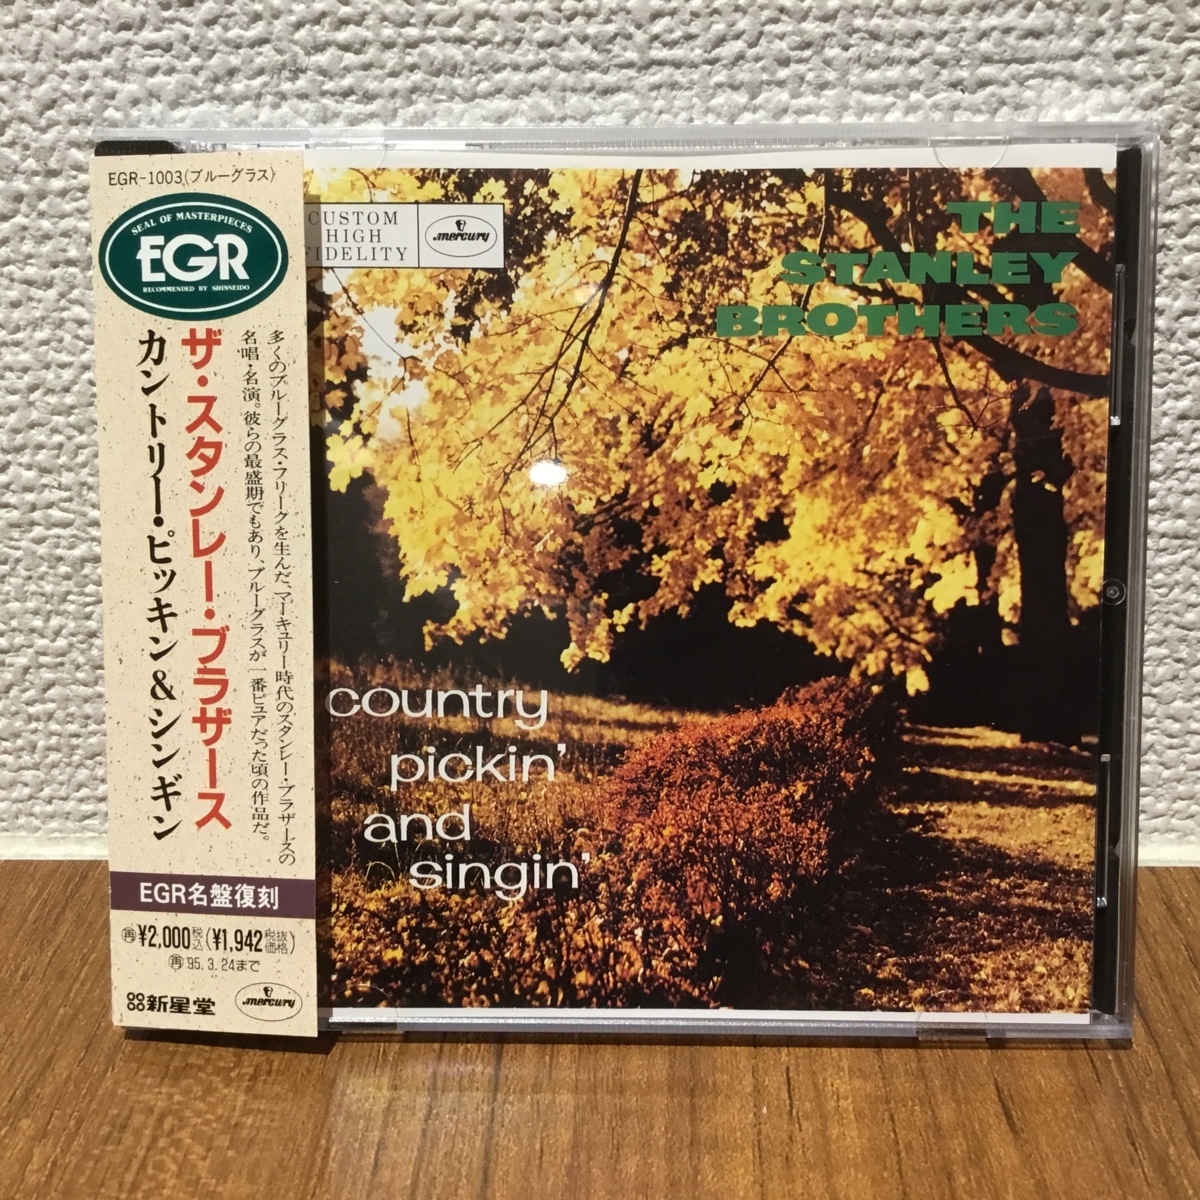 EGR-1003(ブルーグラス)
SEAL OF MASTERPIECES
EGR
RECOMMENDED BY SHINSEIDO
ザ・スタンレー・ブラザース
カントリー・ピッキン&シンギン
多くのブルーグラス・フリークを生んだ、マーキュリー時代のスタンレー・ブラザースの
名唱・名演。彼らの最盛期でもあり、ブルーグラスが一番ピュアだった頃の作品だ。
EGR名盤復刻
再¥2,000税込(¥1,942税抜価格)
再'95.3.24まで
新星堂
mercury
CUSTOM
HIGH
FIDELITY
mercury
THE
STANLEY
BROTHERS
country
pickin'
and
singin'